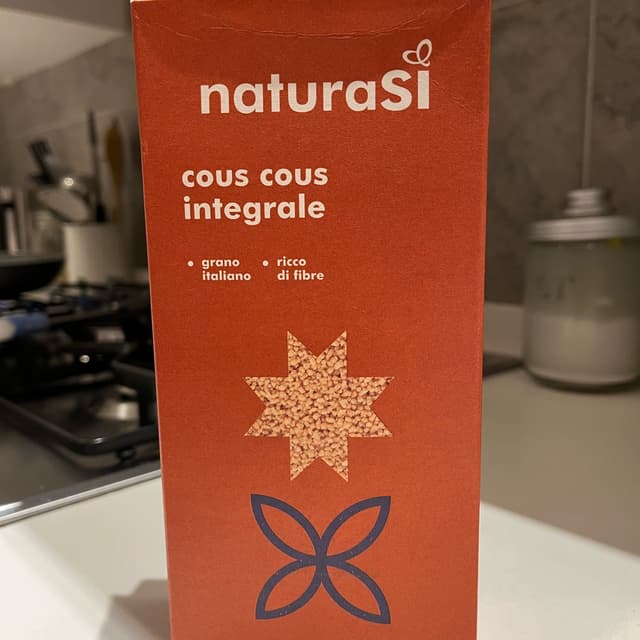 naturaSì
cous cous
integrale
• grano
italiano
• ricco
di fibre